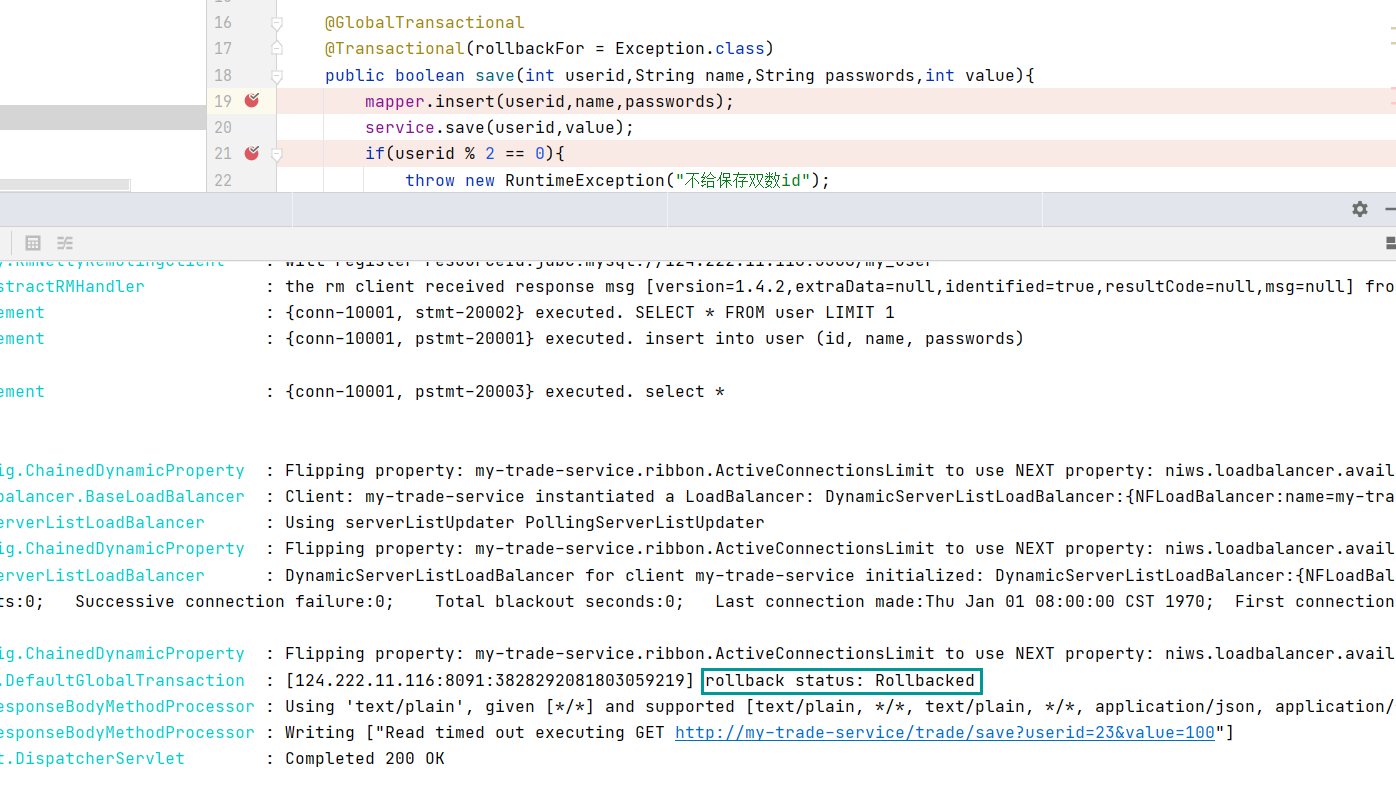 16 @GlobalTransactional
17 @Transactional(rollbackFor = Exception.class)
18 public boolean save(int userid,String name,String passwords,int value){
19 mapper.insert(userid,name,passwords);
20 service.save(userid,value);
21 if(userid % 2 == 0){
22 throw new RuntimeException("不给保存双数id");
y.RmNettyRemotingClient : will register resourceId:jdbc:mysql://124.222.11.116:3306/my_user
stractRMHandler : the rm client received response msg [version=1.4.2,extraData=null,identified=true,resultCode=null,msg=null] fro
ement : {conn-10001, stmt-20002} executed. SELECT * FROM user LIMIT 1
ement : {conn-10001, pstmt-20001} executed. insert into user (id, name, passwords)
ement : {conn-10001, pstmt-20003} executed. select *
ig.ChainedDynamicProperty : Flipping property: my-trade-service.ribbon.ActiveConnectionsLimit to use NEXT property: niws.loadbalancer.avail
balancer.BaseLoadBalancer : Client: my-trade-service instantiated a LoadBalancer: DynamicServerListLoadBalancer:{NFLoadBalancer:name=my-tra
erverListLoadBalancer : Using serverListUpdater PollingServerListUpdater
ig.ChainedDynamicProperty : Flipping property: my-trade-service.ribbon.ActiveConnectionsLimit to use NEXT property: niws.loadbalancer.avail
erverListLoadBalancer : DynamicServerListLoadBalancer for client my-trade-service initialized: DynamicServerListLoadBalancer:{NFLoadBal
ts:0; Successive connection failure:0; Total blackout seconds:0; Last connection made:Thu Jan 01 08:00:00 CST 1970; First connection
ig.ChainedDynamicProperty : Flipping property: my-trade-service.ribbon.ActiveConnectionsLimit to use NEXT property: niws.loadbalancer.avail
.DefaultGlobalTransaction : [124.222.11.116:8091:3828292081803059219] rollback status: Rollbacked
esponseBodyMethodProcessor : Using 'text/plain', given [*/*] and supported [text/plain, */*, text/plain, */*, application/json, application/
esponseBodyMethodProcessor : Writing ["Read timed out executing GET http://my-trade-service/trade/save?userid=23&value=100"]
t.DispatcherServlet : Completed 200 OK